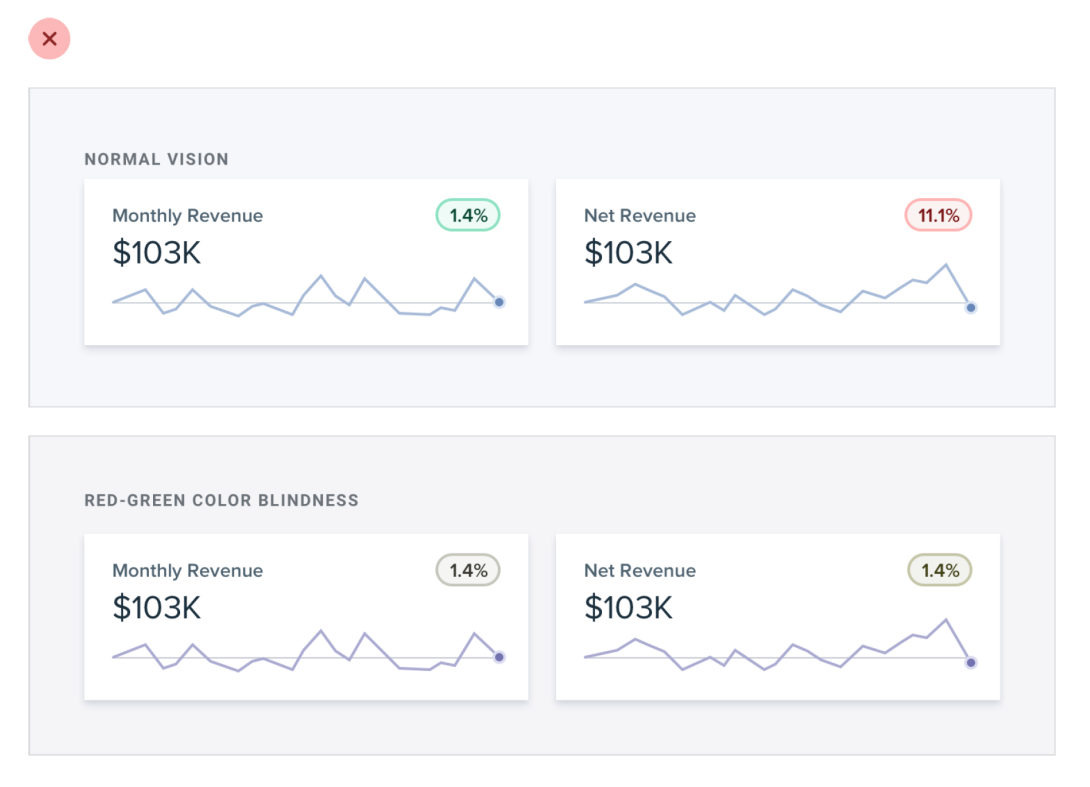 NORMAL VISION
Monthly Revenue 1.4%
$103K
Net Revenue 11.1%
$103K
RED-GREEN COLOR BLINDNESS
Monthly Revenue 1.4%
$103K
Net Revenue 1.4%
$103K